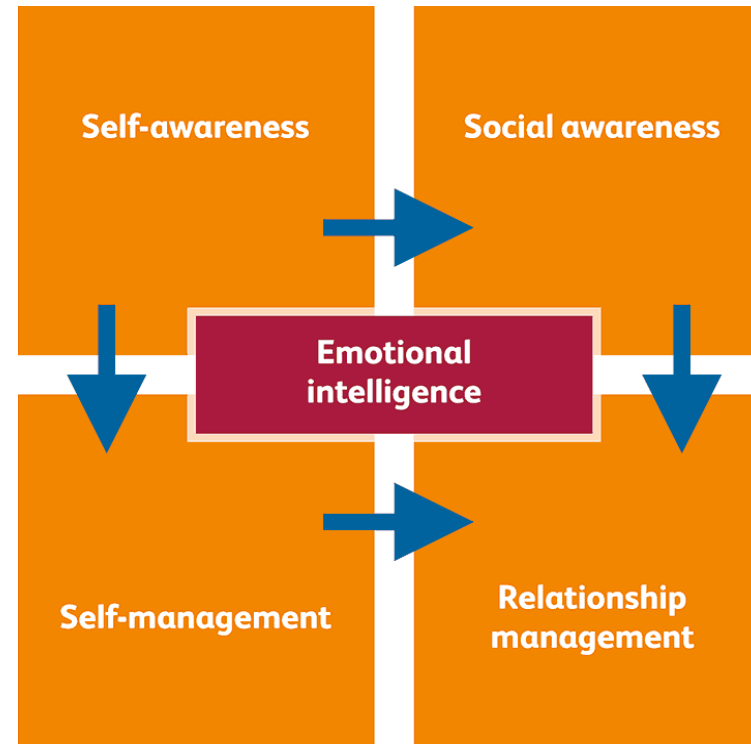 Self-awareness
Social awareness
Emotional
intelligence
Self-management
Relationship
management